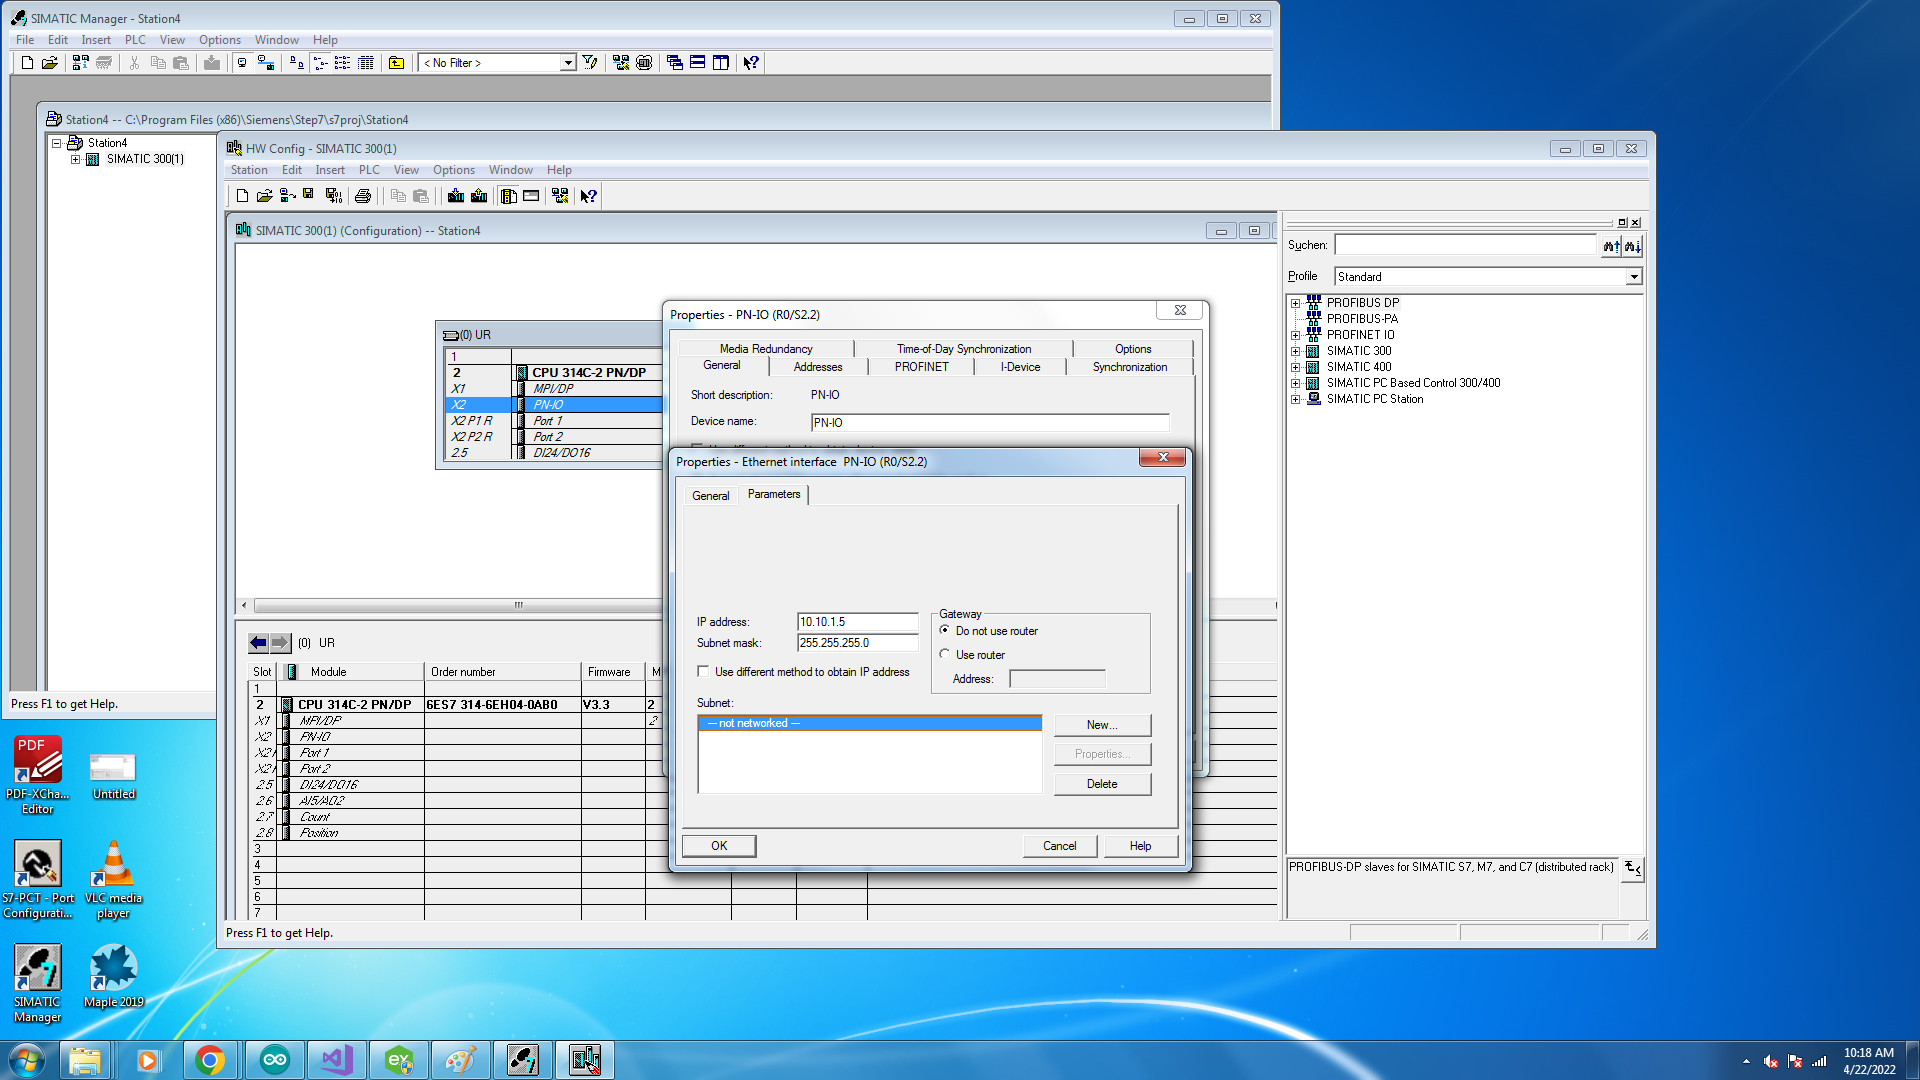 SIMATIC Manager - Station4
File Edit Insert PLC View Options Window Help
< No Filter >
Station4 -- C:\Program Files (x86)\Siemens\Step7\s7proj\Station4
Station4
SIMATIC 300(1)
Press F1 to get Help.
HW Config - SIMATIC 300(1)
Station Edit Insert PLC View Options Window Help
SIMATIC 300(1) (Configuration) -- Station4
(0) UR
1
2 CPU 314C-2 PN/DP
X1 MPI/DP
X2 PN-IO
X2 P1 R Port 1
X2 P2 R Port 2
2.5 DI24/DO16
(0) UR
Slot Module Order number Firmware M
1
2 CPU 314C-2 PN/DP 6ES7 314-6EH04-0AB0 V3.3 2
X1 MPI/DP 2
X2 PN-IO
X2 Port 1
X2 Port 2
2.5 DI24/DO16
2.6 AI5/AO2
2.7 Count
2.8 Position
3
4
5
6
7
Press F1 to get Help.
Properties - PN-IO (R0/S2.2)
Media Redundancy Time-of-Day Synchronization Options
General Addresses PROFINET I-Device Synchronization
Short description: PN-IO
Device name: PN-IO
Properties - Ethernet interface PN-IO (R0/S2.2)
General Parameters
IP address: 10.10.1.5
Subnet mask: 255.255.255.0
Use different method to obtain IP address
Gateway
Do not use router
Use router
Address:
Subnet:
--- not networked ---
New...
Properties...
Delete
OK Cancel Help
Suchen:
Profile Standard
PROFIBUS DP
PROFIBUS-PA
PROFINET IO
SIMATIC 300
SIMATIC 400
SIMATIC PC Based Control 300/400
SIMATIC PC Station
PROFIBUS-DP slaves for SIMATIC S7, M7, and C7 (distributed rack)
PDF
PDF-XCha...
Editor
Untitled
S7-PCT - Port
Configurati...
VLC media
player
SIMATIC
Manager
Maple 2019
10:18 AM
4/22/2022